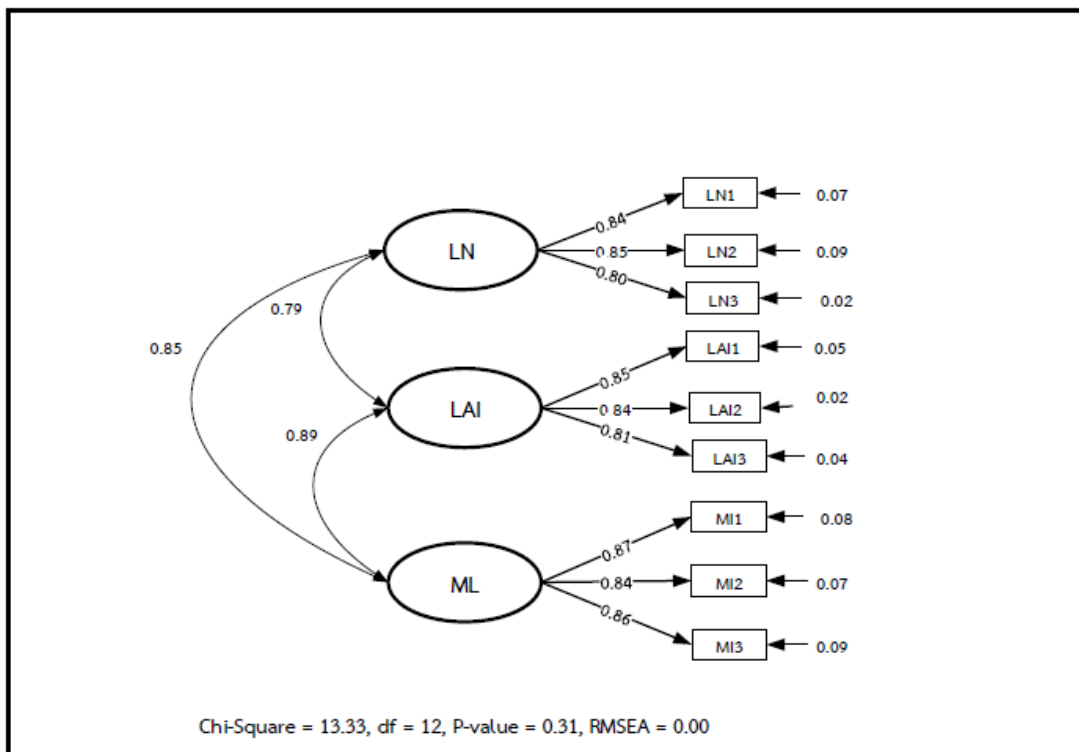 LN1
0.07
0.84
LN
LN2
0.09
0.85
0.80
LN3
0.02
0.79
0.85
LAI1
0.05
0.85
LAI
LAI2
0.02
0.84
0.81
LAI3
0.04
0.89
MI1
0.08
0.87
ML
MI2
0.07
0.84
0.86
MI3
0.09
Chi-Square = 13.33, df = 12, P-value = 0.31, RMSEA = 0.00